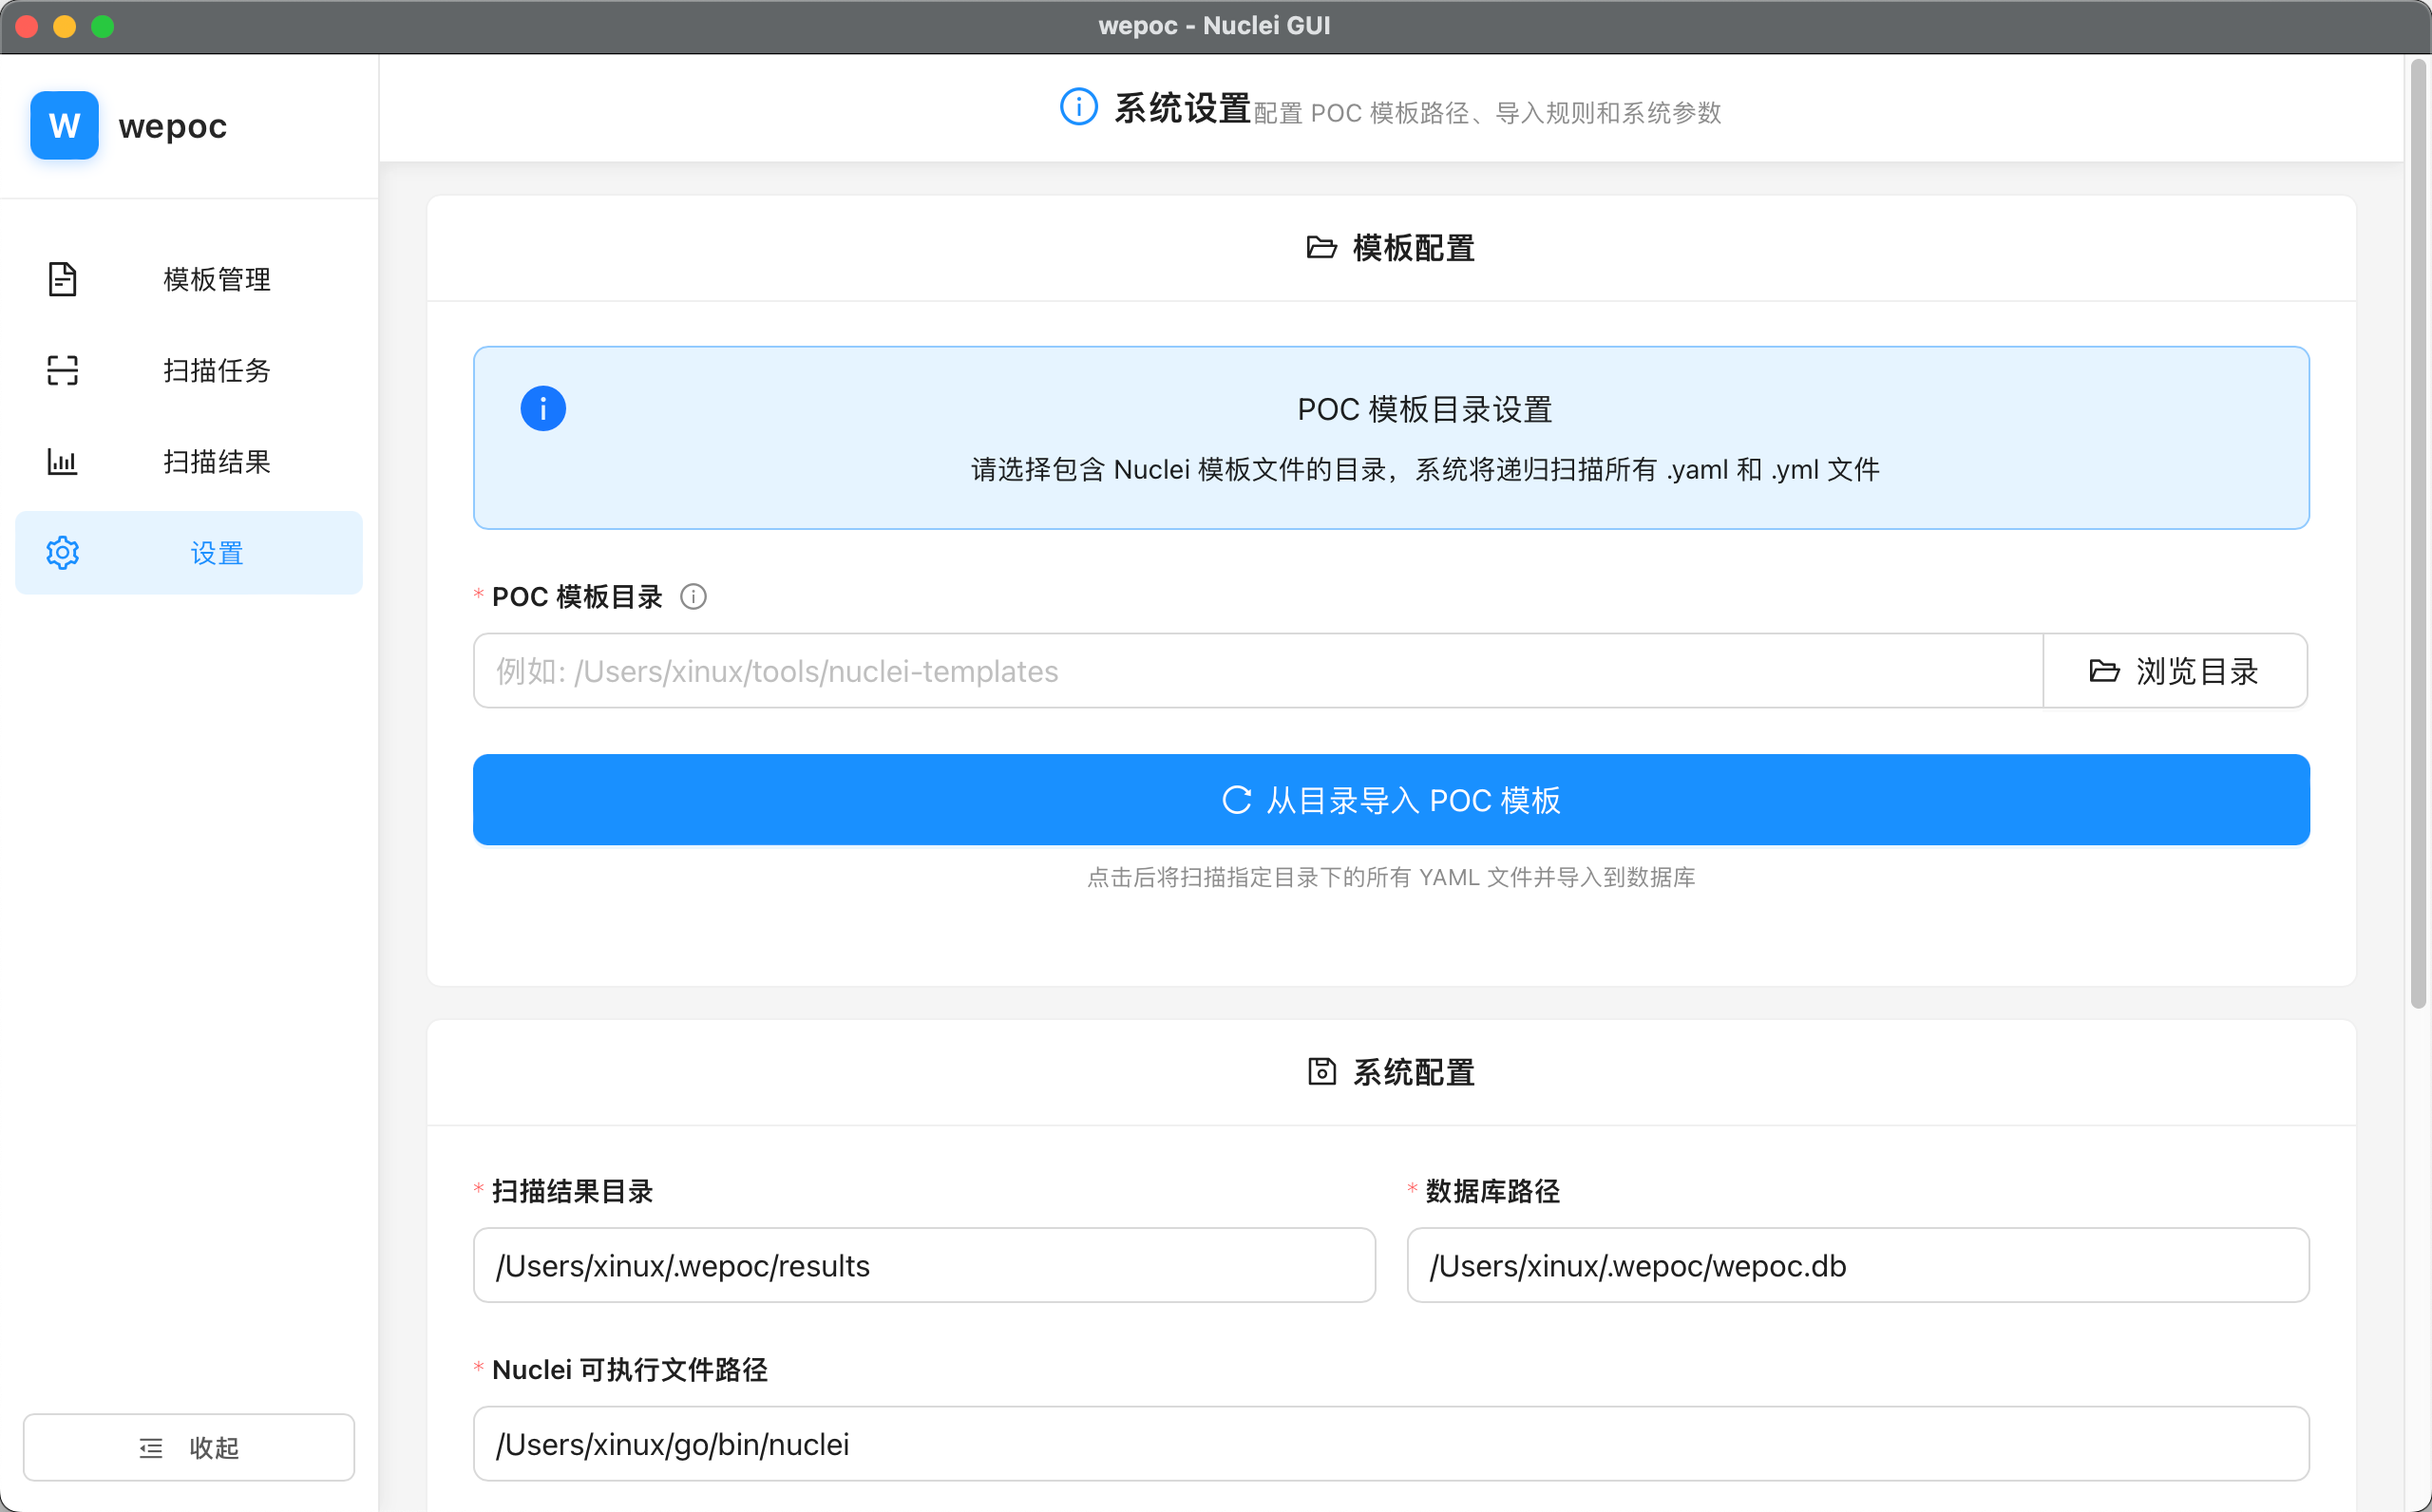 wepoc - Nuclei GUI
W wepoc
模板管理
扫描任务
扫描结果
设置
收起
系统设置 配置 POC 模板路径、导入规则和系统参数
模板配置
POC 模板目录设置
请选择包含 Nuclei 模板文件的目录，系统将递归扫描所有 .yaml 和 .yml 文件
* POC 模板目录
例如: /Users/xinux/tools/nuclei-templates
浏览目录
从目录导入 POC 模板
点击后将扫描指定目录下的所有 YAML 文件并导入到数据库
系统配置
* 扫描结果目录
/Users/xinux/.wepoc/results
* 数据库路径
/Users/xinux/.wepoc/wepoc.db
* Nuclei 可执行文件路径
/Users/xinux/go/bin/nuclei